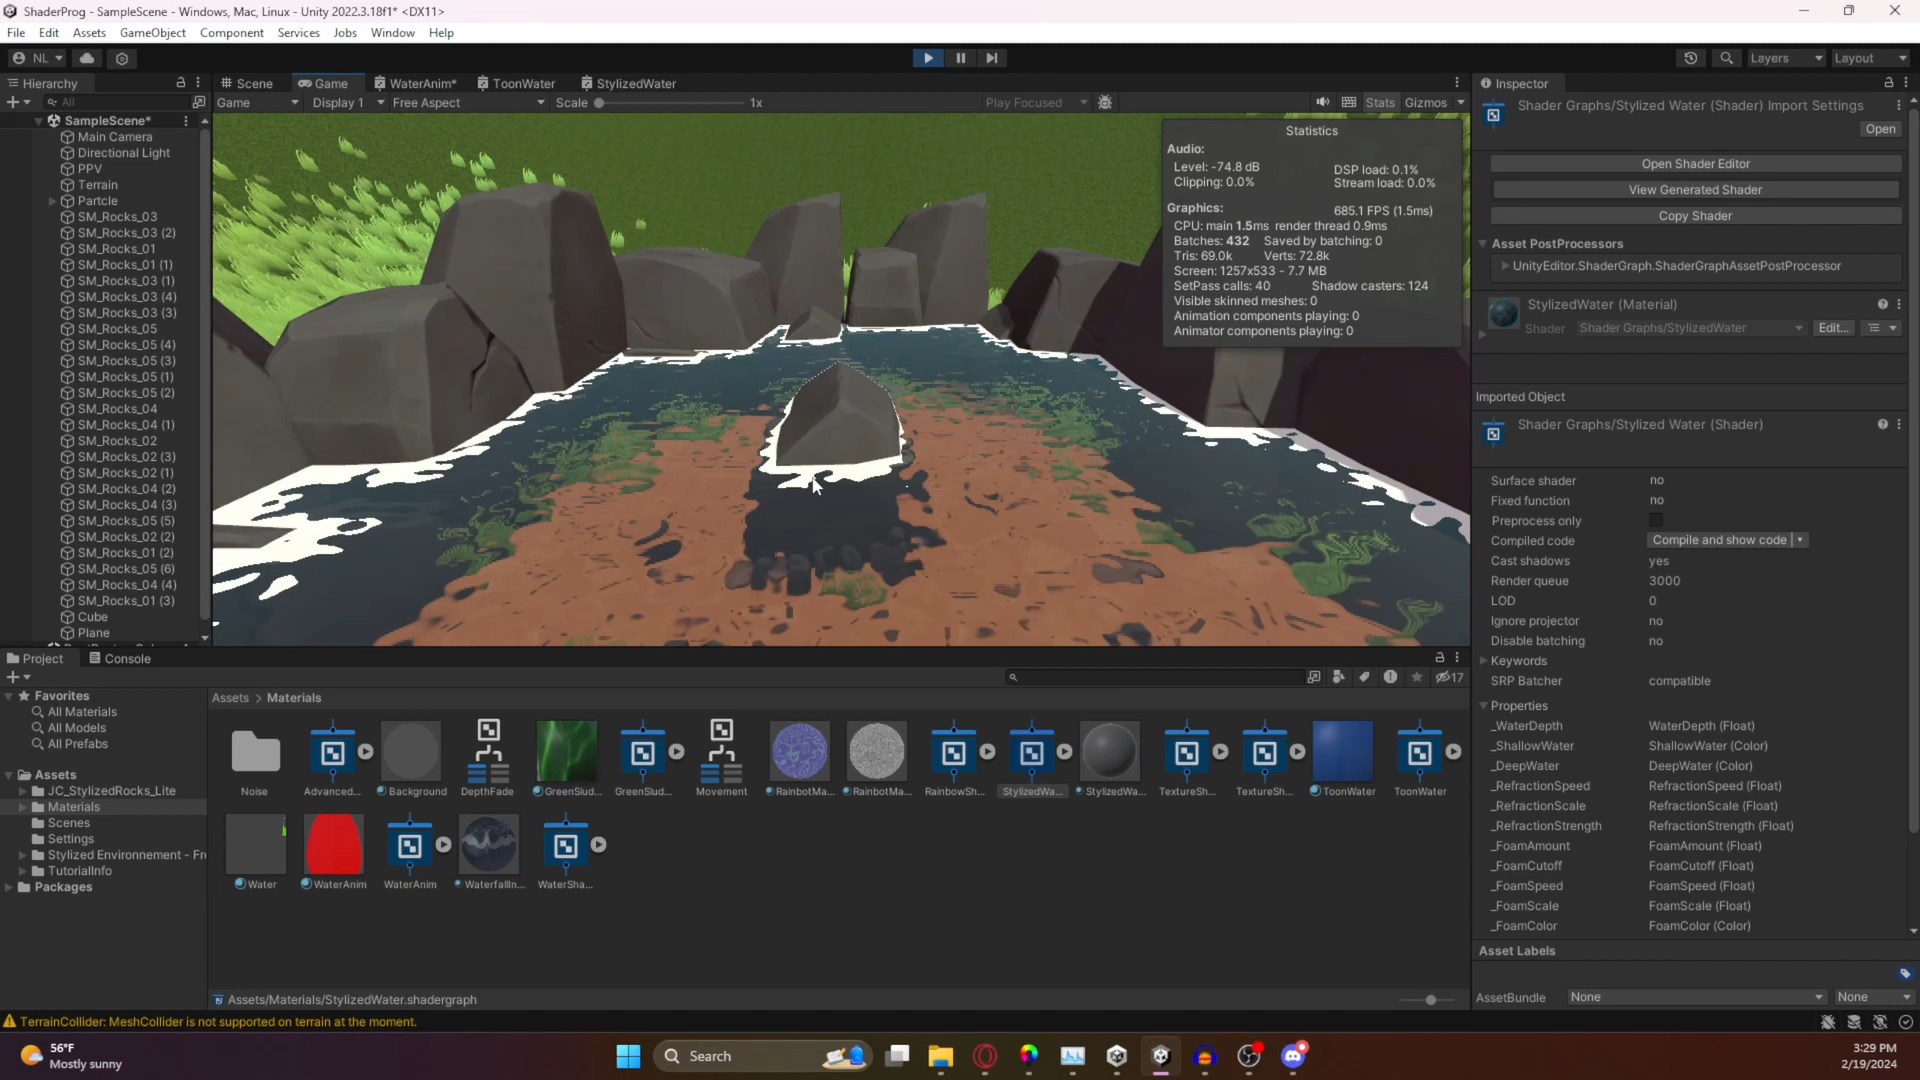 ShaderProg - SampleScene - Windows, Mac, Linux - Unity 2022.3.18f1* <DX11>
File Edit Assets GameObject Component Services Jobs Window Help
NL
Layers Layout
Hierarchy
Scene Game WaterAnim* ToonWater StylizedWater
Inspector
All
Game Display 1 Free Aspect Scale 1x Play Focused Stats Gizmos
Shader Graphs/Stylized Water (Shader) Import Settings
Open
Open Shader Editor
View Generated Shader
Copy Shader
Asset PostProcessors
UnityEditor.ShaderGraph.ShaderGraphAssetPostProcessor
StylizedWater (Material)
Shader Shader Graphs/StylizedWater Edit...
Imported Object
Shader Graphs/Stylized Water (Shader)
Surface shader no
Fixed function no
Preprocess only
Compiled code Compile and show code
Cast shadows yes
Render queue 3000
LOD 0
Ignore projector no
Disable batching no
Keywords
SRP Batcher compatible
Properties
_WaterDepth WaterDepth (Float)
_ShallowWater ShallowWater (Color)
_DeepWater DeepWater (Color)
_RefractionSpeed RefractionSpeed (Float)
_RefractionScale RefractionScale (Float)
_RefractionStrength RefractionStrength (Float)
_FoamAmount FoamAmount (Float)
_FoamCutoff FoamCutoff (Float)
_FoamSpeed FoamSpeed (Float)
_FoamScale FoamScale (Float)
_FoamColor FoamColor (Color)
Asset Labels
AssetBundle None None
SampleScene*
Main Camera
Directional Light
PPV
Terrain
Partcle
SM_Rocks_03
SM_Rocks_03 (2)
SM_Rocks_01
SM_Rocks_01 (1)
SM_Rocks_03 (1)
SM_Rocks_03 (4)
SM_Rocks_03 (3)
SM_Rocks_05
SM_Rocks_05 (4)
SM_Rocks_05 (3)
SM_Rocks_05 (1)
SM_Rocks_05 (2)
SM_Rocks_04
SM_Rocks_04 (1)
SM_Rocks_02
SM_Rocks_02 (3)
SM_Rocks_02 (1)
SM_Rocks_04 (2)
SM_Rocks_04 (3)
SM_Rocks_05 (5)
SM_Rocks_02 (2)
SM_Rocks_01 (2)
SM_Rocks_05 (6)
SM_Rocks_04 (4)
SM_Rocks_01 (3)
Cube
Plane
Statistics
Audio:
Level: -74.8 dB DSP load: 0.1%
Clipping: 0.0% Stream load: 0.0%
Graphics: 685.1 FPS (1.5ms)
CPU: main 1.5ms render thread 0.9ms
Batches: 432 Saved by batching: 0
Tris: 69.0k Verts: 72.8k
Screen: 1257x533 - 7.7 MB
SetPass calls: 40 Shadow casters: 124
Visible skinned meshes: 0
Animation components playing: 0
Animator components playing: 0
Project Console
17
Favorites
All Materials
All Models
All Prefabs
Assets
JC_StylizedRocks_Lite
Materials
Scenes
Settings
Stylized Environnement - Fr
TutorialInfo
Packages
Assets > Materials
Noise Advanced... Background DepthFade GreenSlud... GreenSlud... Movement RainbotMa... RainbotMa... RainbowSh... StylizedWa... StylizedWa... TextureSh... TextureSh... ToonWater ToonWater
Water WaterAnim WaterAnim WaterfallIn... WaterSha...
Assets/Materials/StylizedWater.shadergraph
TerrainCollider: MeshCollider is not supported on terrain at the moment.
56°F
Mostly sunny
Search
3:29 PM
2/19/2024